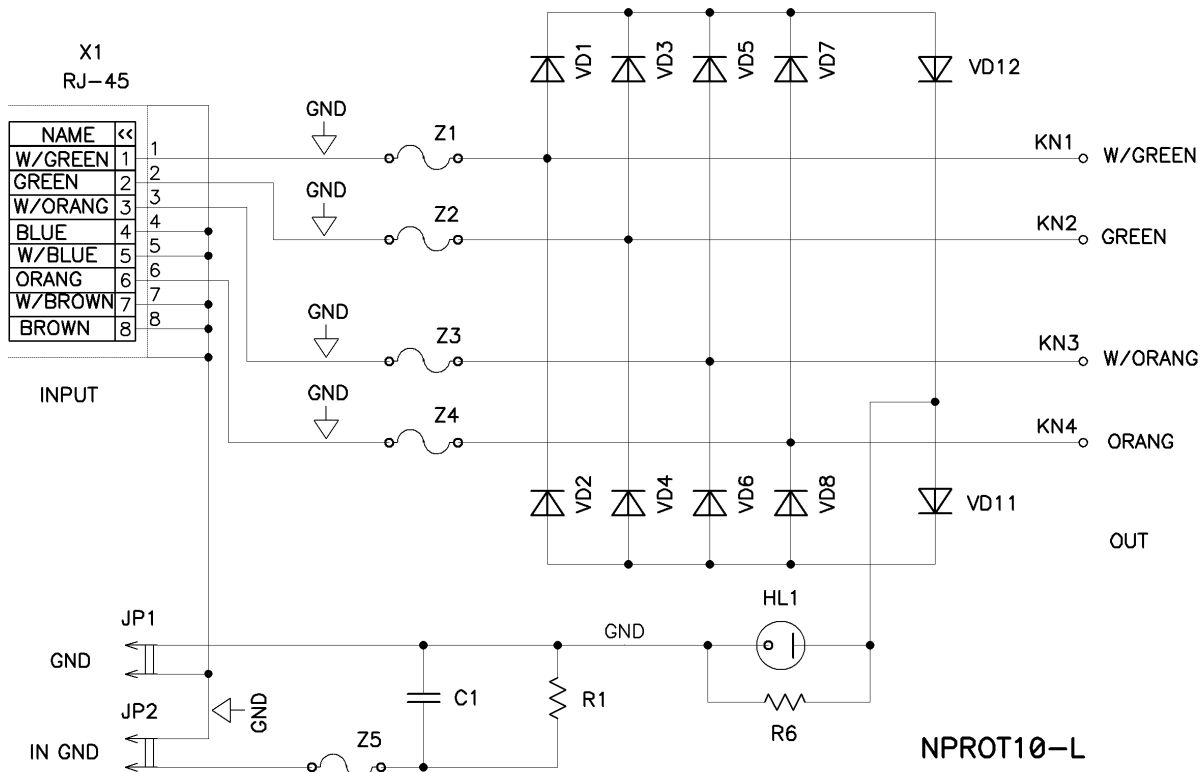 X1
RJ-45
NAME <<
W/GREEN 1 1
GREEN 2 2
W/ORANG 3 3
BLUE 4 4
W/BLUE 5 5
ORANG 6 6
W/BROWN 7 7
BROWN 8 8
INPUT
GND
Z1
GND
Z2
GND
Z3
GND
Z4
VD1
VD3
VD5
VD7
VD12
KN1 W/GREEN
KN2 GREEN
KN3 W/ORANG
KN4 ORANG
VD2
VD4
VD6
VD8
VD11
OUT
HL1
JP1
GND
GND
C1
R1
R6
JP2
GND
IN GND
Z5
NPROT10-L